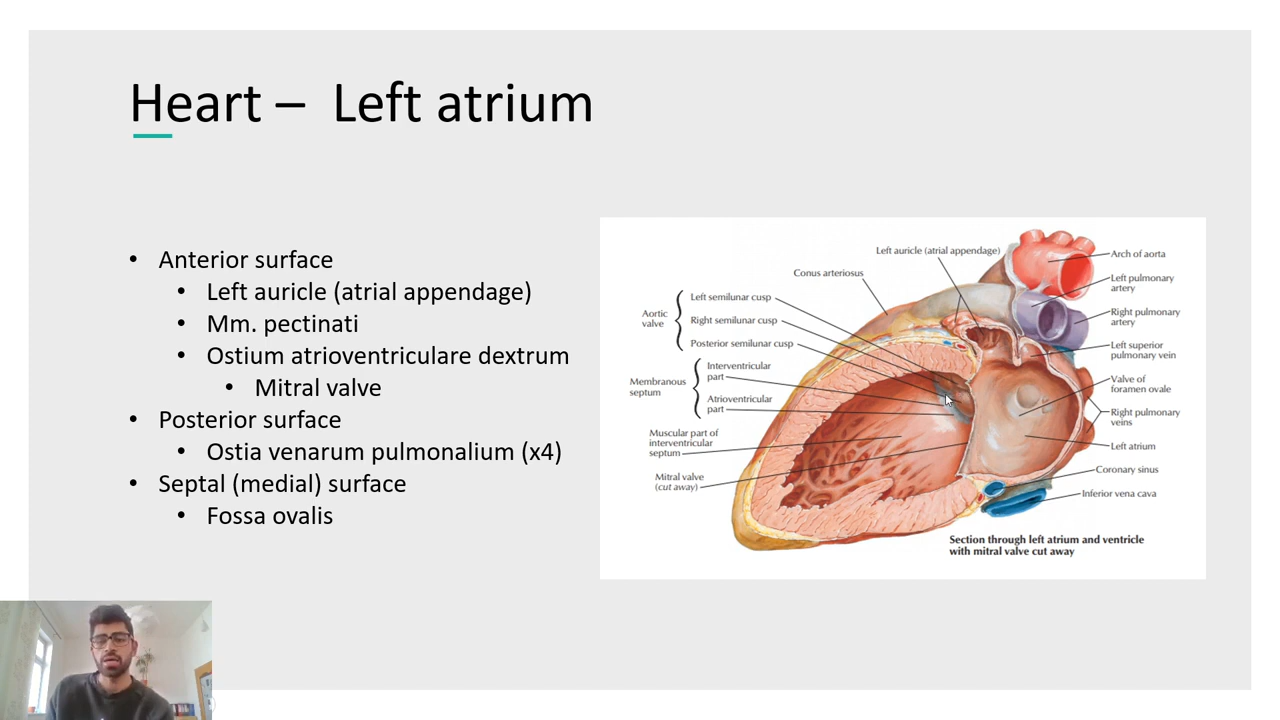 Heart – Left atrium
• Anterior surface
• Left auricle (atrial appendage)
• Mm. pectinati
• Ostium atrioventriculare dextrum
• Mitral valve
• Posterior surface
• Ostia venarum pulmonalium (x4)
• Septal (medial) surface
• Fossa ovalis
Left auricle (atrial appendage)
Conus arteriosus
Aortic
valve
Left semilunar cusp
Right semilunar cusp
Posterior semilunar cusp
Membranous
septum
Interventricular
part
Atrioventricular
part
Muscular part of
interventricular
septum
Mitral valve
(cut away)
Arch of aorta
Left pulmonary
artery
Right pulmonary
artery
Left superior
pulmonary vein
Valve of
foramen ovale
Right pulmonary
veins
Left atrium
Coronary sinus
Inferior vena cava
Section through left atrium and ventricle
with mitral valve cut away